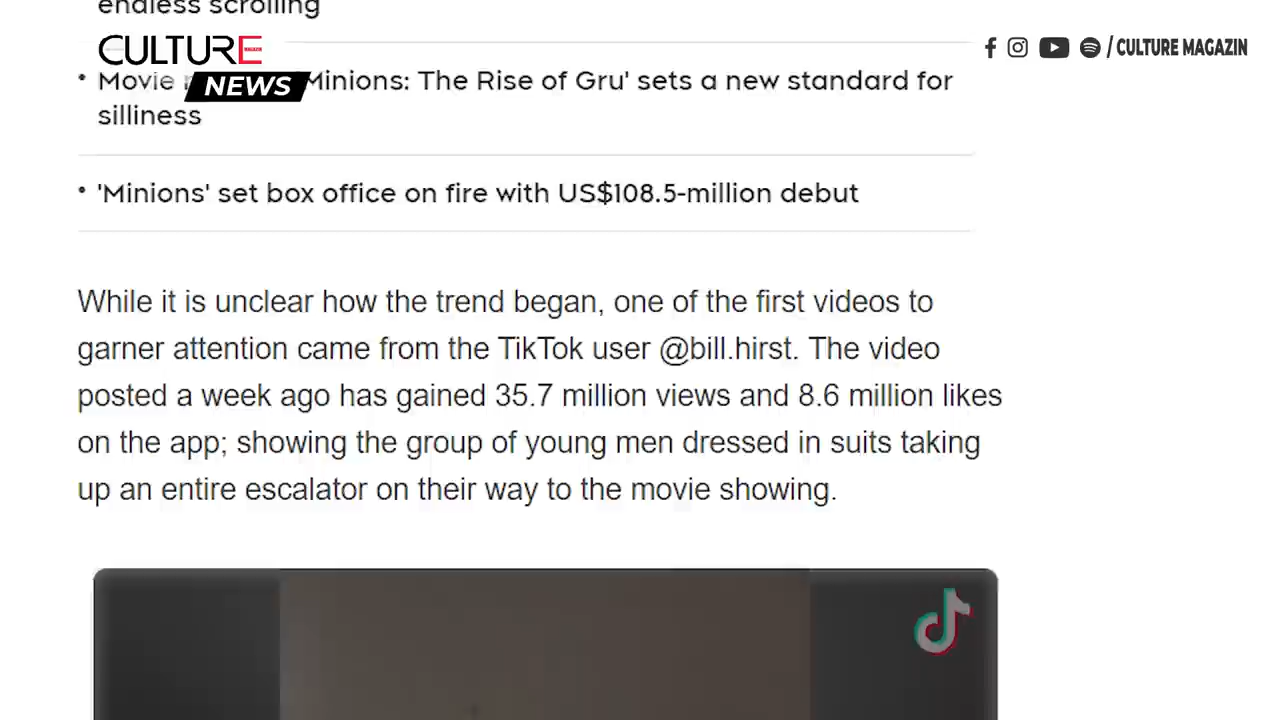 endless scrolling
CULTURE
MAGAZIN
NEWS
/ CULTURE MAGAZIN
• Movie 'Minions: The Rise of Gru' sets a new standard for
silliness
• 'Minions' set box office on fire with US$108.5-million debut
While it is unclear how the trend began, one of the first videos to
garner attention came from the TikTok user @bill.hirst. The video
posted a week ago has gained 35.7 million views and 8.6 million likes
on the app; showing the group of young men dressed in suits taking
up an entire escalator on their way to the movie showing.